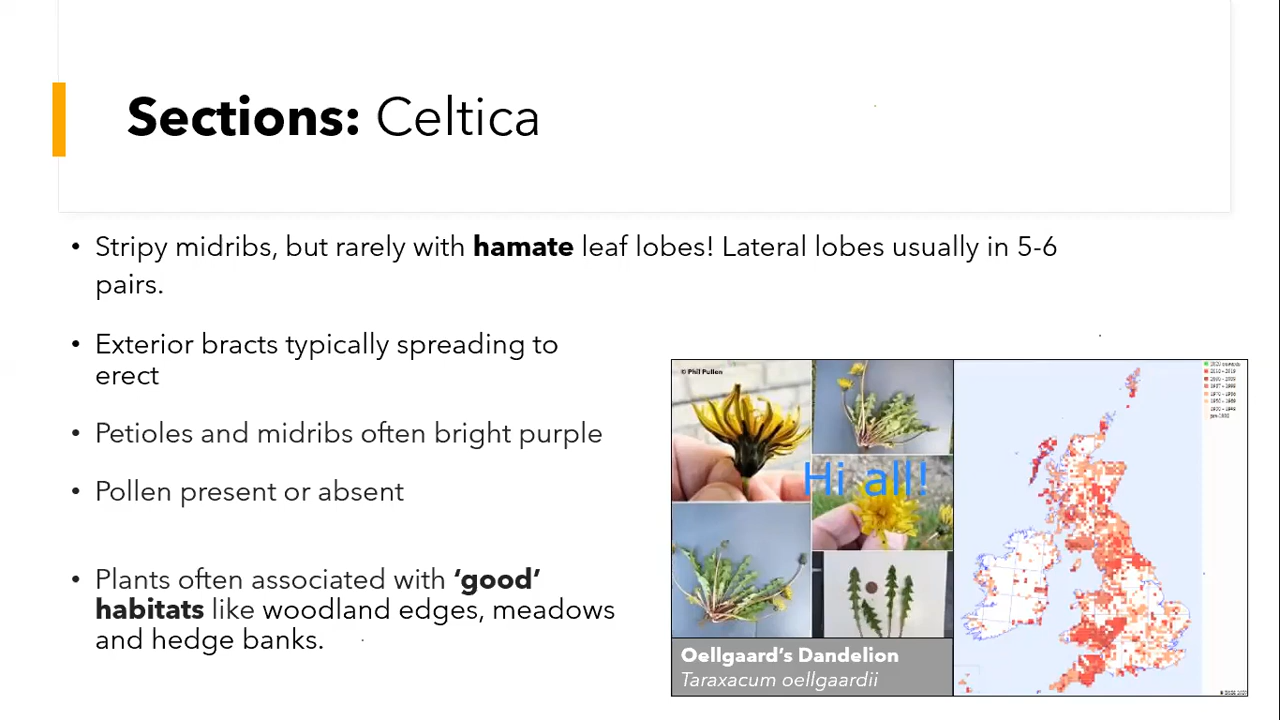 Sections: Celtica
• Stripy midribs, but rarely with hamate leaf lobes! Lateral lobes usually in 5-6
pairs.
• Exterior bracts typically spreading to
erect
• Petioles and midribs often bright purple
• Pollen present or absent
• Plants often associated with ‘good’
habitats like woodland edges, meadows
and hedge banks.
© Phil Pullen
Hi all!
Oellgaard’s Dandelion
Taraxacum oellgaardii